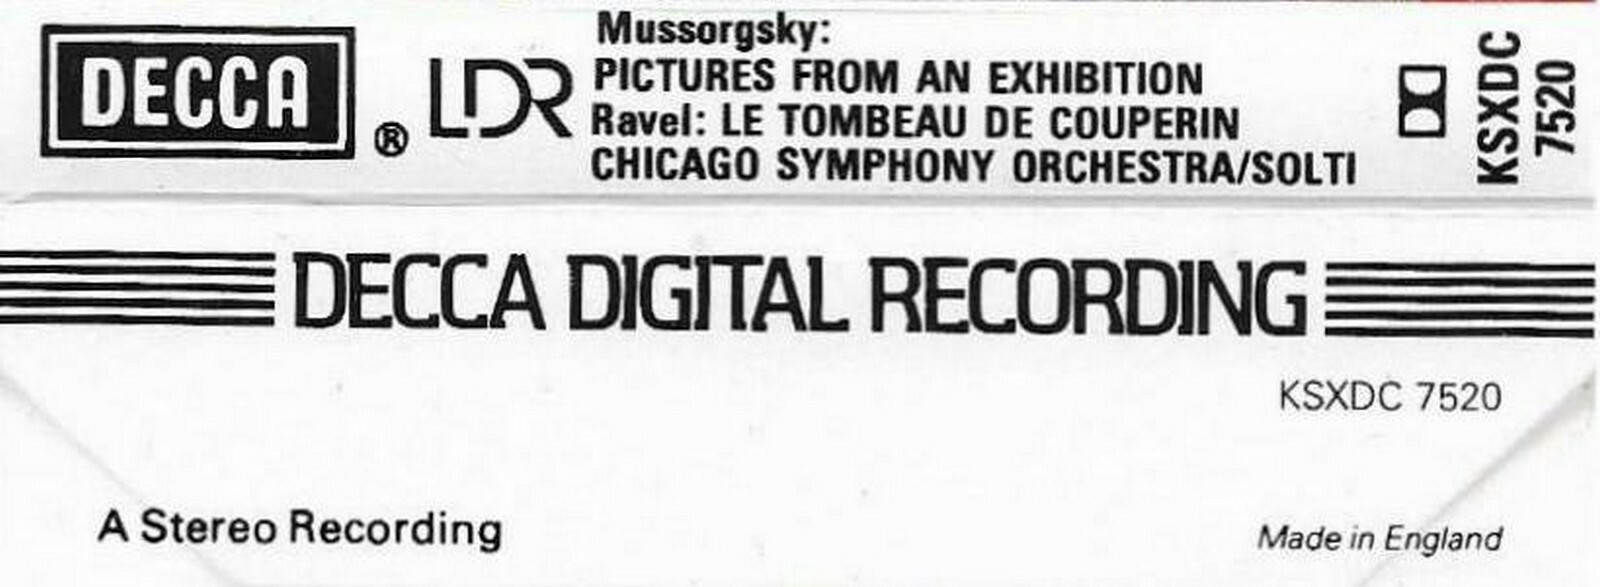 DECCA ® LDR
Mussorgsky:
PICTURES FROM AN EXHIBITION
Ravel: LE TOMBEAU DE COUPERIN
CHICAGO SYMPHONY ORCHESTRA/SOLTI
KSXDC
7520
DECCA DIGITAL RECORDING
KSXDC 7520
A Stereo Recording
Made in England